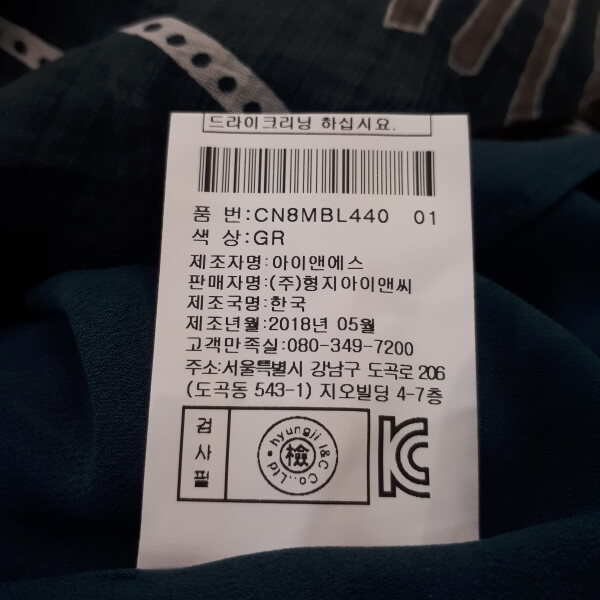 드라이크리닝 하십시요.
품 번:CN8MBL440 01
색 상:GR
제조자명:아이앤에스
판매자명:(주)형지아이앤씨
제조국명:한국
제조년월:2018년 05월
고객만족실:080-349-7200
주소:서울특별시 강남구 도곡로 206
(도곡동 543-1) 지오빌딩 4-7층
검사필
hyungji I&C Co.,Ltd.
檢
KC